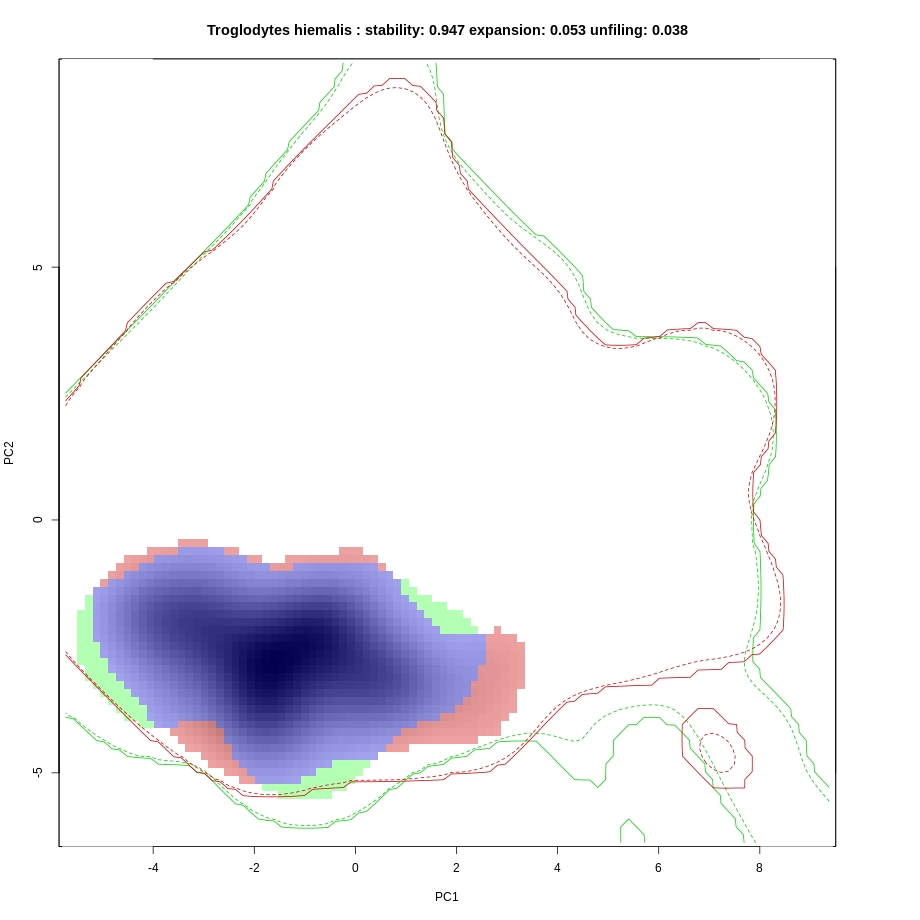 Troglodytes hiemalis : stability: 0.947 expansion: 0.053 unfiling: 0.038
5
PC2
0
-5
-4 -2 0 2 4 6 8
PC1